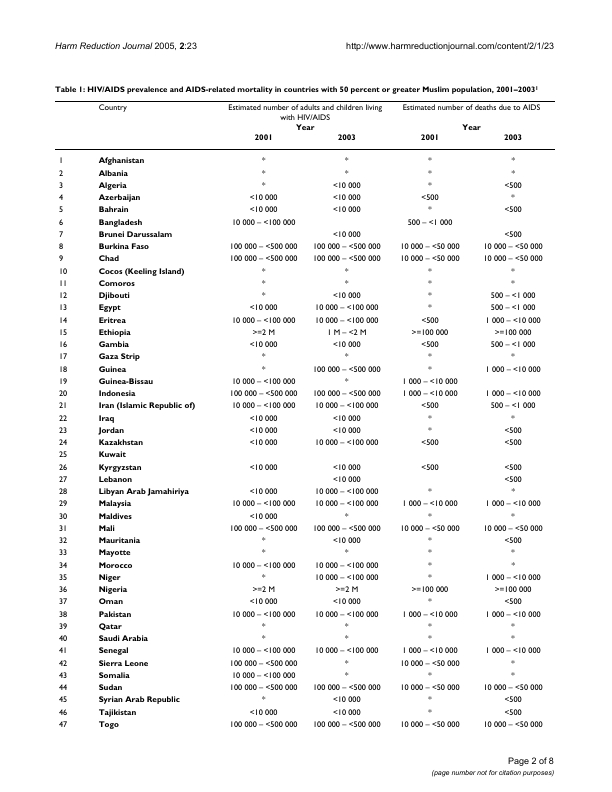 Harm Reduction Journal 2005, 2:23 http://www.harmreductionjournal.com/content/2/1/23
Table 1: HIV/AIDS prevalence and AIDS-related mortality in countries with 50 percent or greater Muslim population, 2001–2003¹
Country Estimated number of adults and children living Estimated number of deaths due to AIDS
with HIV/AIDS
Year Year
2001 2003 2001 2003
1 Afghanistan * * * *
2 Albania * * * *
3 Algeria * <10 000 * <500
4 Azerbaijan <10 000 <10 000 <500 *
5 Bahrain <10 000 <10 000 * <500
6 Bangladesh 10 000 – <100 000 500 – <1 000
7 Brunei Darussalam <10 000 <500
8 Burkina Faso 100 000 – <500 000 100 000 – <500 000 10 000 – <50 000 10 000 – <50 000
9 Chad 100 000 – <500 000 100 000 – <500 000 10 000 – <50 000 10 000 – <50 000
10 Cocos (Keeling Island) * * * *
11 Comoros * * * *
12 Djibouti * <10 000 * 500 – <1 000
13 Egypt <10 000 10 000 – <100 000 * 500 – <1 000
14 Eritrea 10 000 – <100 000 10 000 – <100 000 <500 1 000 – <10 000
15 Ethiopia >=2 M 1 M – <2 M >=100 000 >=100 000
16 Gambia <10 000 <10 000 <500 500 – <1 000
17 Gaza Strip * * * *
18 Guinea * 100 000 – <500 000 * 1 000 – <10 000
19 Guinea-Bissau 10 000 – <100 000 * 1 000 – <10 000
20 Indonesia 100 000 – <500 000 100 000 – <500 000 1 000 – <10 000 1 000 – <10 000
21 Iran (Islamic Republic of) 10 000 – <100 000 10 000 – <100 000 <500 500 – <1 000
22 Iraq <10 000 <10 000 * *
23 Jordan <10 000 <10 000 * <500
24 Kazakhstan <10 000 10 000 – <100 000 <500 <500
25 Kuwait
26 Kyrgyzstan <10 000 <10 000 <500 <500
27 Lebanon <10 000 <500
28 Libyan Arab Jamahiriya <10 000 10 000 – <100 000 * *
29 Malaysia 10 000 – <100 000 10 000 – <100 000 1 000 – <10 000 1 000 – <10 000
30 Maldives <10 000 * * *
31 Mali 100 000 – <500 000 100 000 – <500 000 10 000 – <50 000 10 000 – <50 000
32 Mauritania * <10 000 * <500
33 Mayotte * * * *
34 Morocco 10 000 – <100 000 10 000 – <100 000 * *
35 Niger * 10 000 – <100 000 * 1 000 – <10 000
36 Nigeria >=2 M >=2 M >=100 000 >=100 000
37 Oman <10 000 <10 000 * <500
38 Pakistan 10 000 – <100 000 10 000 – <100 000 1 000 – <10 000 1 000 – <10 000
39 Qatar * * * *
40 Saudi Arabia * * * *
41 Senegal 10 000 – <100 000 10 000 – <100 000 1 000 – <10 000 1 000 – <10 000
42 Sierra Leone 100 000 – <500 000 * 10 000 – <50 000 *
43 Somalia 10 000 – <100 000 * * *
44 Sudan 100 000 – <500 000 100 000 – <500 000 10 000 – <50 000 10 000 – <50 000
45 Syrian Arab Republic * <10 000 * <500
46 Tajikistan <10 000 <10 000 * <500
47 Togo 100 000 – <500 000 100 000 – <500 000 10 000 – <50 000 10 000 – <50 000
Page 2 of 8
(page number not for citation purposes)